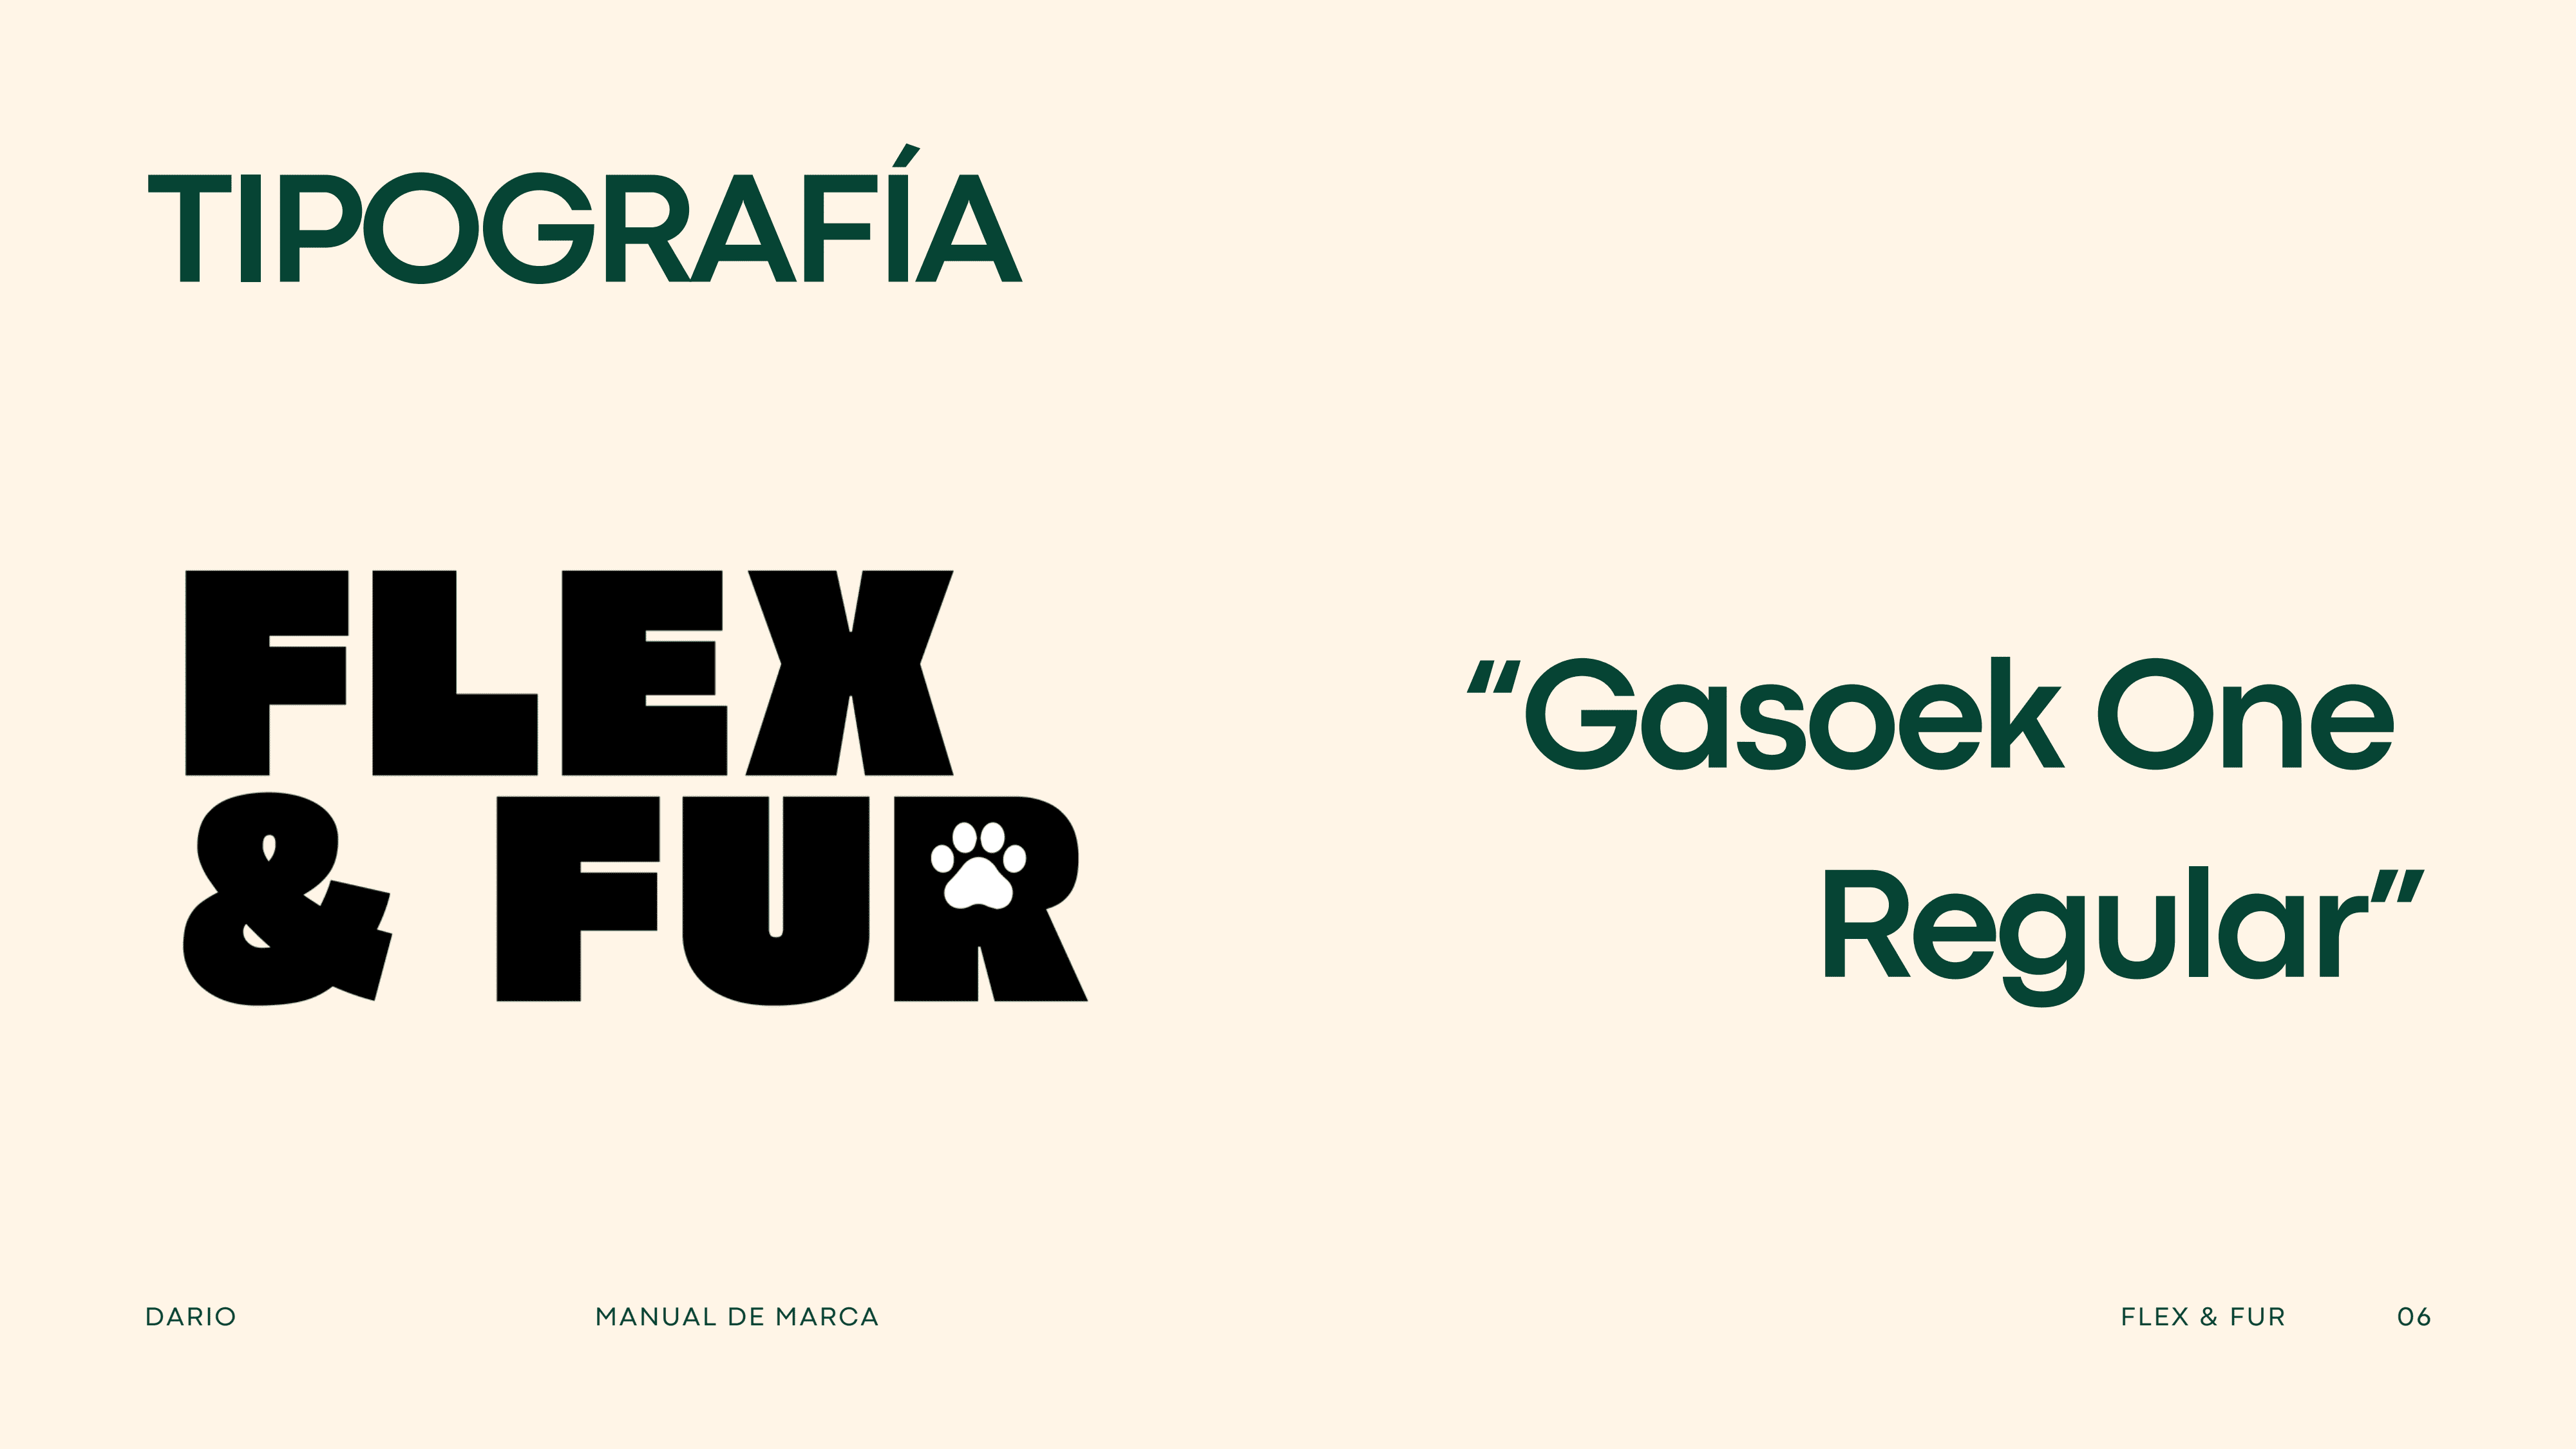 TIPOGRAFÍA
FLEX
& FUR
“Gasoek One
Regular”
DARIO
MANUAL DE MARCA
FLEX & FUR
06